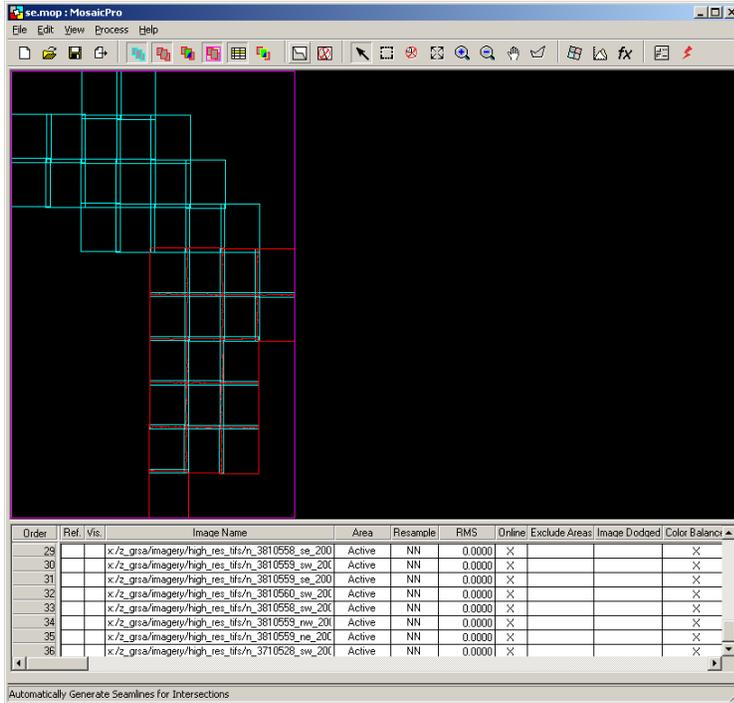 se.mop : MosaicPro
File Edit View Process Help
fx
Order Ref. Vis. Image Name Area Resample RMS Online Exclude Areas Image Dodged Color Balance
29 x:/z_grsa/imagery/high_res_tifs/n_3810558_se_200 Active NN 0.0000 X X
30 x:/z_grsa/imagery/high_res_tifs/n_3810559_sw_200 Active NN 0.0000 X X
31 x:/z_grsa/imagery/high_res_tifs/n_3810559_se_200 Active NN 0.0000 X X
32 x:/z_grsa/imagery/high_res_tifs/n_3810560_sw_200 Active NN 0.0000 X X
33 x:/z_grsa/imagery/high_res_tifs/n_3810558_sw_200 Active NN 0.0000 X X
34 x:/z_grsa/imagery/high_res_tifs/n_3810559_nw_200 Active NN 0.0000 X X
35 x:/z_grsa/imagery/high_res_tifs/n_3810559_ne_200 Active NN 0.0000 X X
36 x:/z_grsa/imagery/high_res_tifs/n_3710528_sw_200 Active NN 0.0000 X X
Automatically Generate Seamlines for Intersections